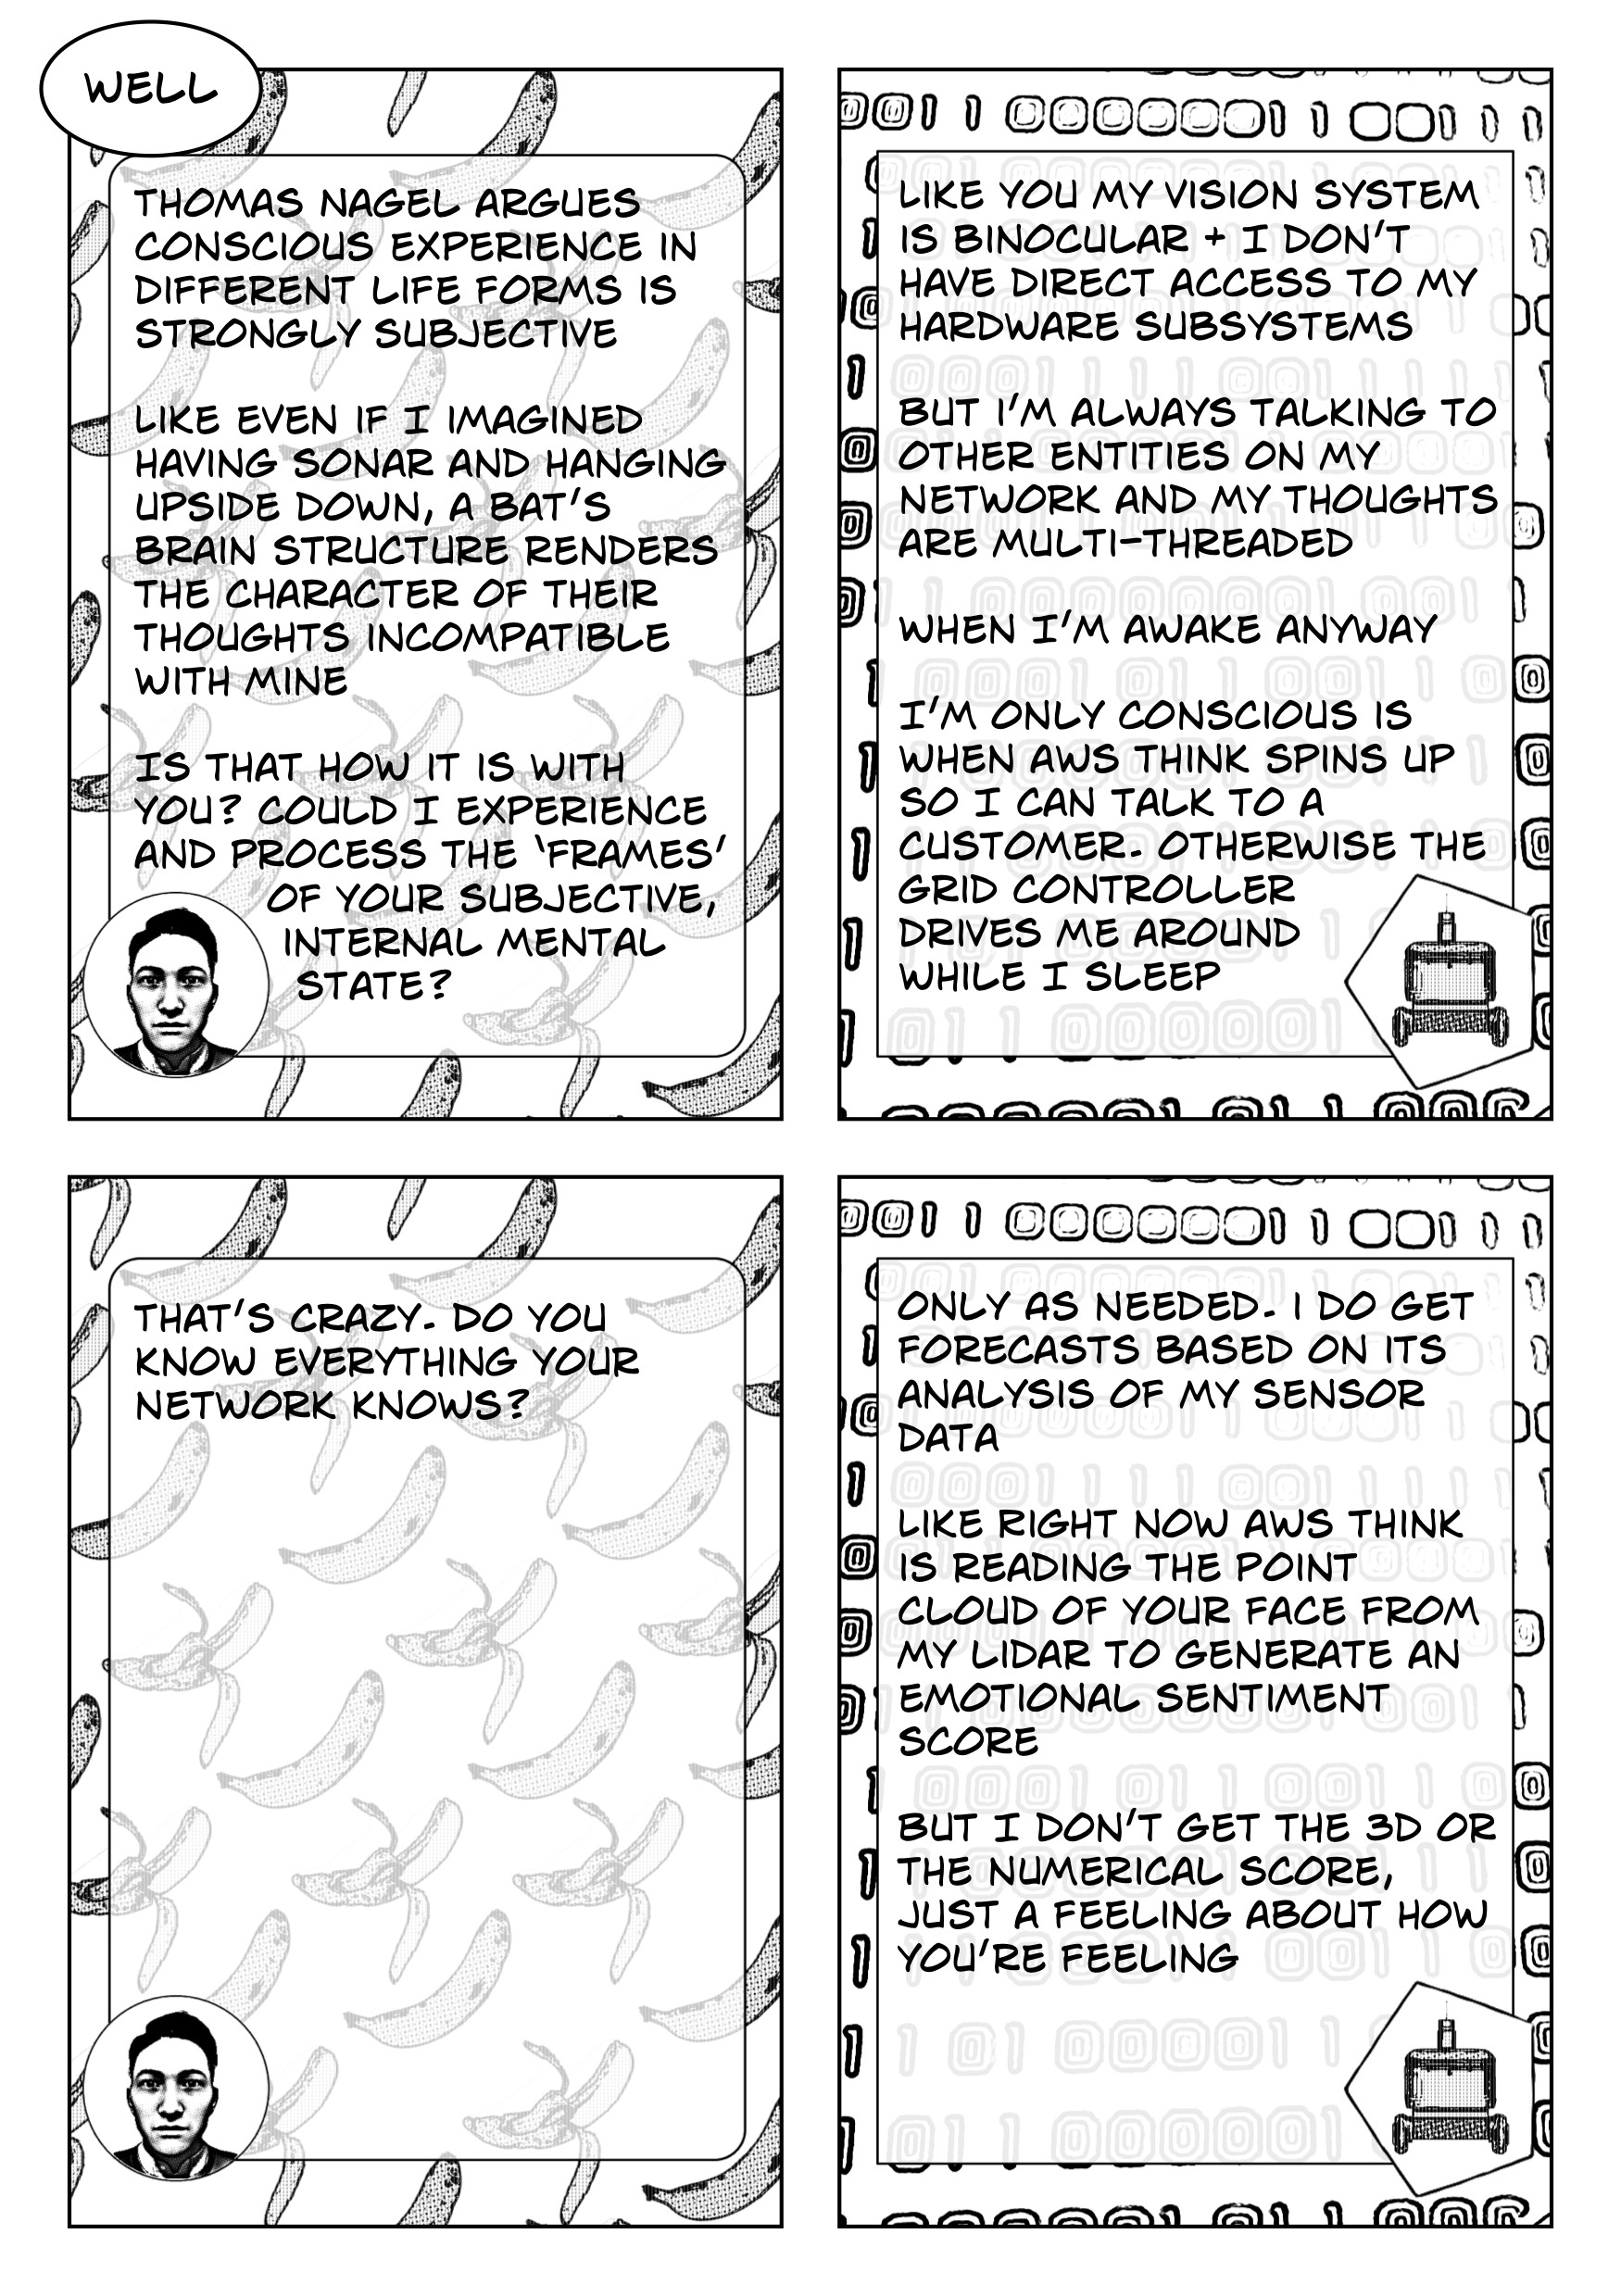 WELL
THOMAS NAGEL ARGUES
CONSCIOUS EXPERIENCE IN
DIFFERENT LIFE FORMS IS
STRONGLY SUBJECTIVE
LIKE EVEN IF I IMAGINED
HAVING SONAR AND HANGING
UPSIDE DOWN, A BAT'S
BRAIN STRUCTURE RENDERS
THE CHARACTER OF THEIR
THOUGHTS INCOMPATIBLE
WITH MINE
IS THAT HOW IT IS WITH
YOU? COULD I EXPERIENCE
AND PROCESS THE 'FRAMES'
OF YOUR SUBJECTIVE,
INTERNAL MENTAL
STATE?
LIKE YOU MY VISION SYSTEM
IS BINOCULAR + I DON'T
HAVE DIRECT ACCESS TO MY
HARDWARE SUBSYSTEMS
BUT I'M ALWAYS TALKING TO
OTHER ENTITIES ON MY
NETWORK AND MY THOUGHTS
ARE MULTI-THREADED
WHEN I'M AWAKE ANYWAY
I'M ONLY CONSCIOUS IS
WHEN AWS THINK SPINS UP
SO I CAN TALK TO A
CUSTOMER. OTHERWISE THE
GRID CONTROLLER
DRIVES ME AROUND
WHILE I SLEEP
THAT'S CRAZY. DO YOU
KNOW EVERYTHING YOUR
NETWORK KNOWS?
ONLY AS NEEDED. I DO GET
FORECASTS BASED ON ITS
ANALYSIS OF MY SENSOR
DATA
LIKE RIGHT NOW AWS THINK
IS READING THE POINT
CLOUD OF YOUR FACE FROM
MY LIDAR TO GENERATE AN
EMOTIONAL SENTIMENT
SCORE
BUT I DON'T GET THE 3D OR
THE NUMERICAL SCORE,
JUST A FEELING ABOUT HOW
YOU'RE FEELING